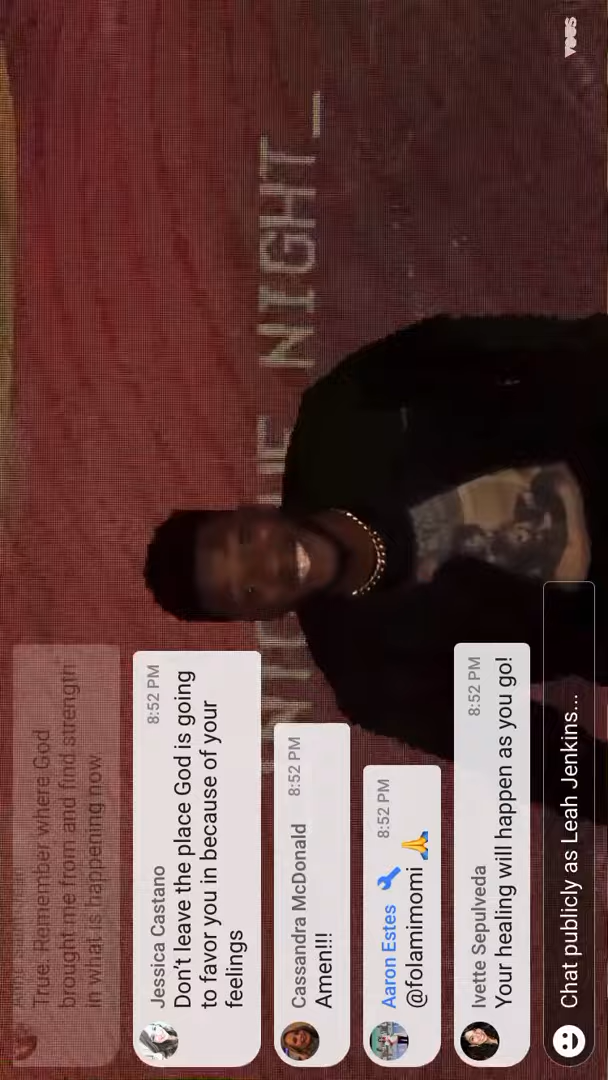 VOUS
NIGHT_
True. Remember where God
brought me from and find strength
in what is happening now
Jessica Castano 8:52 PM
Don't leave the place God is going
to favor you in because of your
feelings
Cassandra McDonald 8:52 PM
Amen!!!
Aaron Estes 🔧 8:52 PM
@folamimomi 🙏
Ivette Sepulveda 8:52 PM
Your healing will happen as you go!
Chat publicly as Leah Jenkins...